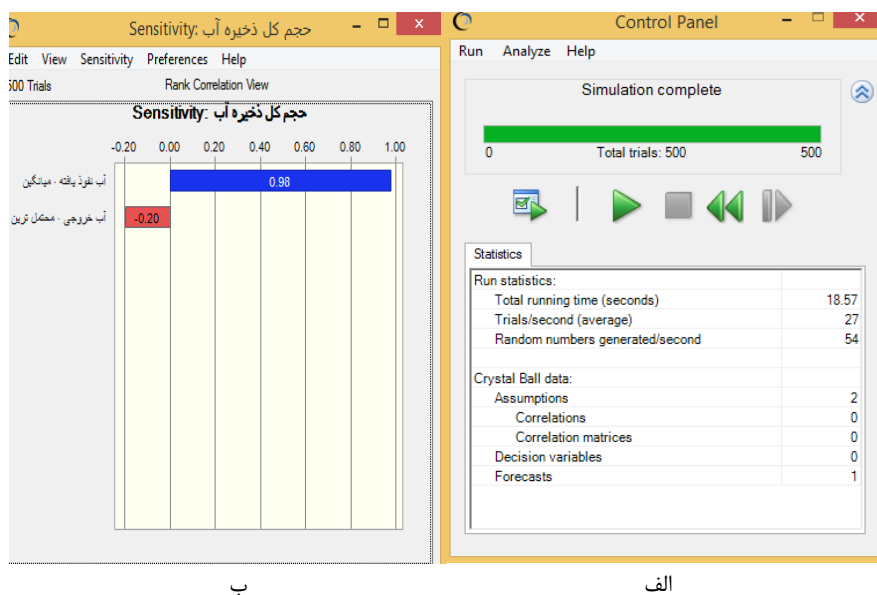 Sensitivity: حجم کل ذخیره آب
Edit View Sensitivity Preferences Help
500 Trials Rank Correlation View
Sensitivity: حجم کل ذخیره آب
-0.20 0.00 0.20 0.40 0.60 0.80 1.00
آب نفوذ یافته - میانگین 0.98
آب خروجی - محتمل ترین -0.20
ب
Control Panel
Run Analyze Help
Simulation complete
0 Total trials: 500 500
Statistics
Run statistics:
Total running time (seconds) 18.57
Trials/second (average) 27
Random numbers generated/second 54
Crystal Ball data:
Assumptions 2
Correlations 0
Correlation matrices 0
Decision variables 0
Forecasts 1
الف